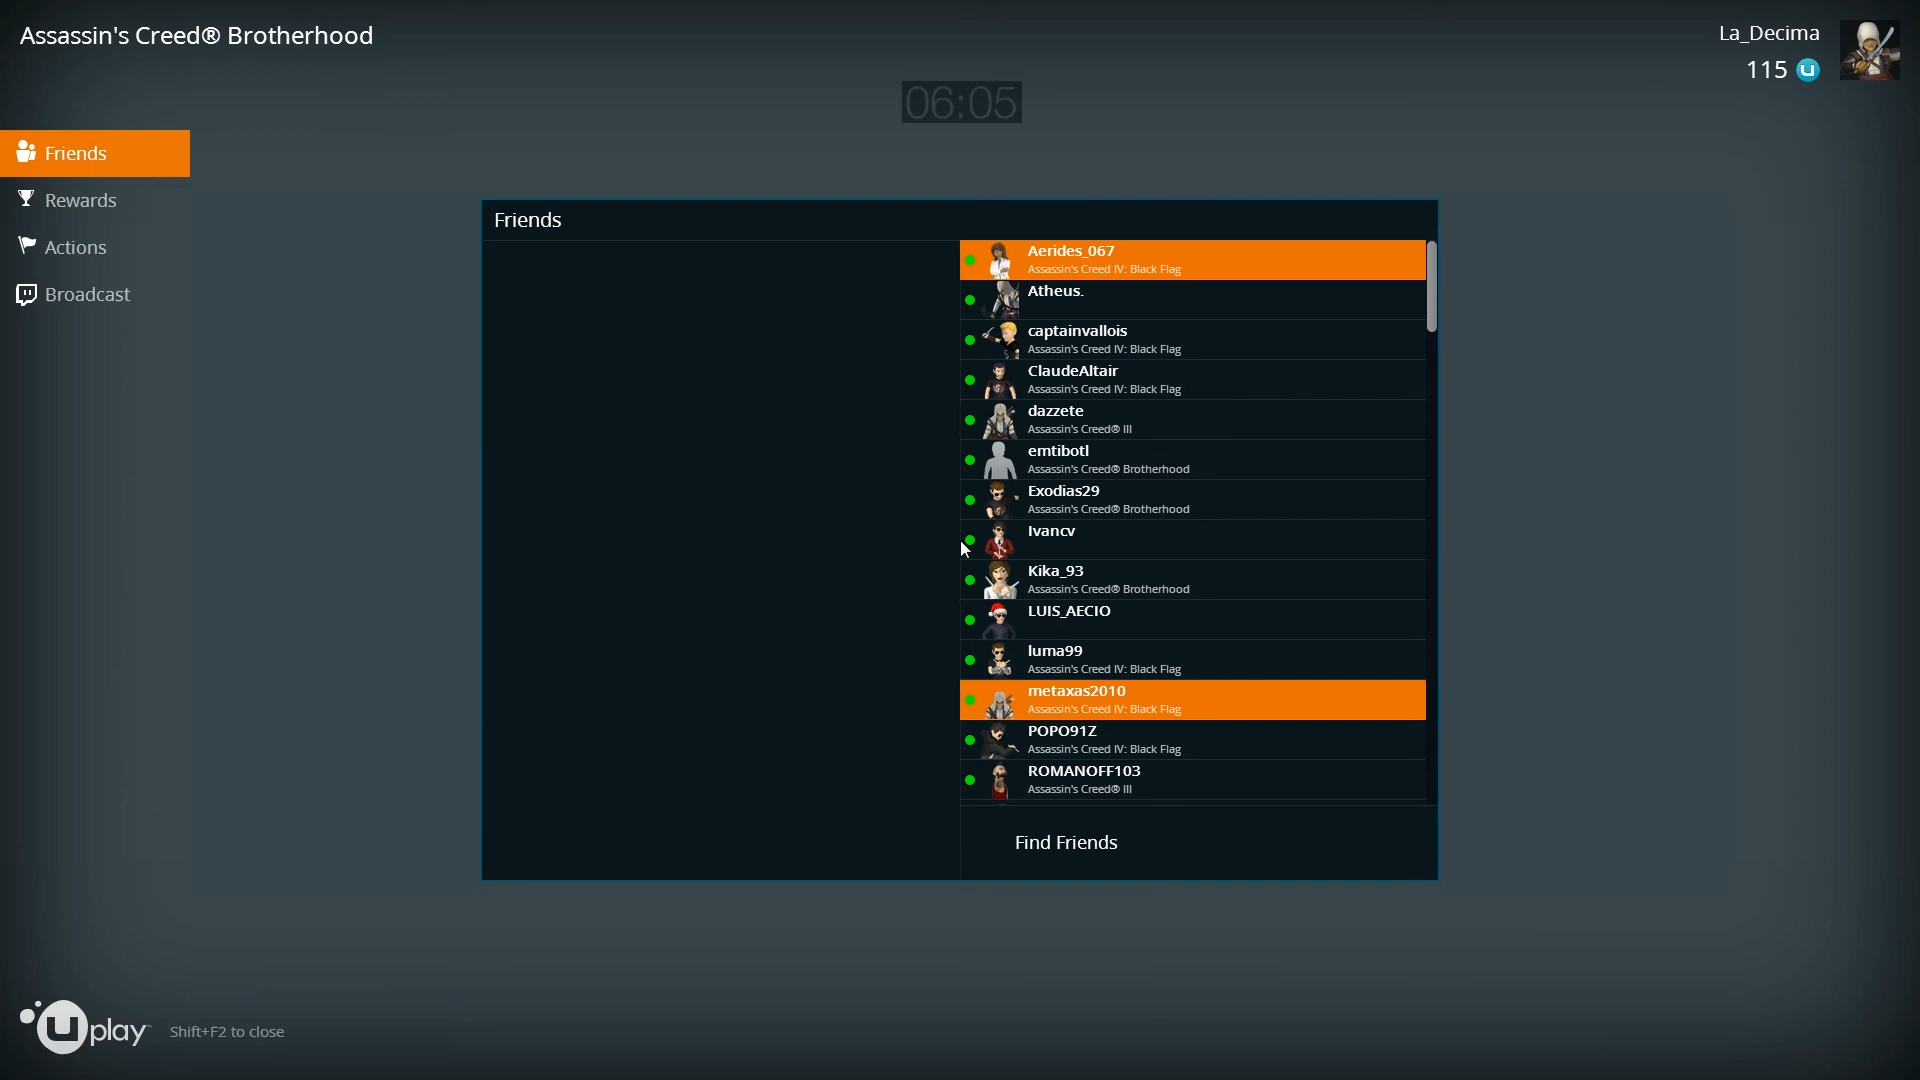 Assassin's Creed® Brotherhood
La_Decima
115
06:05
Friends
Rewards
Actions
Broadcast
Friends
Aerides_067
Assassin's Creed IV: Black Flag
Atheus.
captainvallois
Assassin's Creed IV: Black Flag
ClaudeAltair
Assassin's Creed IV: Black Flag
dazzete
Assassin's Creed® III
emtibotl
Assassin's Creed® Brotherhood
Exodias29
Assassin's Creed® Brotherhood
Ivancv
Kika_93
Assassin's Creed® Brotherhood
LUIS_AECIO
luma99
Assassin's Creed IV: Black Flag
metaxas2010
Assassin's Creed IV: Black Flag
POPO91Z
Assassin's Creed IV: Black Flag
ROMANOFF103
Assassin's Creed® III
Find Friends
uplay™ Shift+F2 to close